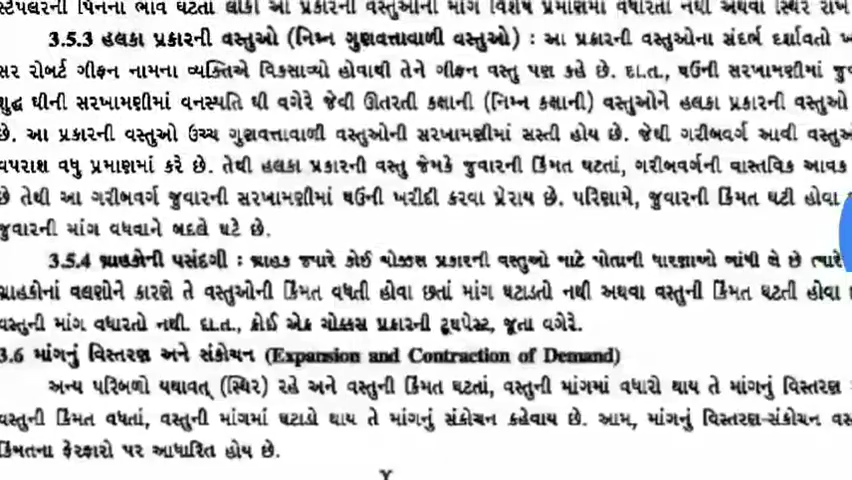 સ્ટેપલરની પિનના ભાવ ઘટતા લોકો આ પ્રકારની વસ્તુઓની માંગ વિશેષ પ્રમાણમાં વધારતા નથી અથવા સ્થિર રાખે
3.5.3 હલકા પ્રકારની વસ્તુઓ (નિમ્ન ગુણવત્તાવાળી વસ્તુઓ) : આ પ્રકારની વસ્તુઓના સંદર્ભ દર્શાવતો
સર રોબર્ટ ગીફન નામના વ્યક્તિએ વિકસાવ્યો હોવાથી તેને ગીફન વસ્તુ પણ કહે છે. દા.ત., ઘઉંની સરખામણીમાં
શુદ્ધ ઘીની સરખામણીમાં વનસ્પતિ ઘી વગેરે જેવી ઊતરતી કક્ષાની (નિમ્ન કક્ષાની) વસ્તુઓને હલકા પ્રકારની વસ્તુઓ
છે. આ પ્રકારની વસ્તુઓ ઉચ્ચ ગુણવત્તાવાળી વસ્તુઓની સરખામણીમાં સસ્તી હોય છે. જેથી ગરીબવર્ગ આવી
વપરાશ વધુ પ્રમાણમાં કરે છે. તેથી હલકા પ્રકારની વસ્તુ જેમકે જુવારની કિંમત ઘટતાં, ગરીબવર્ગની વાસ્તવિક આવક
છે તેથી આ ગરીબવર્ગ જુવારની સરખામણીમાં ઘઉંની ખરીદી કરવા પ્રેરાય છે. પરિણામે, જુવારની કિંમત ઘટી હોવા
જુવારની માંગ વધવાને બદલે ઘટે છે.
3.5.4 ગ્રાહકોની પસંદગી : ગ્રાહક જ્યારે કોઈ ચોક્કસ પ્રકારની વસ્તુઓ માટે પોતાની ધારણાઓ બાંધી લે છે ત્યારે
ગ્રાહકોનાં વલણોને કારણે તે વસ્તુઓની કિંમત વધતી હોવા છતાં માંગ ઘટાડતો નથી અથવા વસ્તુની કિંમત ઘટતી હોવા
વસ્તુની માંગ વધારતો નથી. દા.ત., કોઈ એક ચોક્કસ પ્રકારની ટૂથપેસ્ટ, જૂતા વગેરે.
3.6 માંગનું વિસ્તરણ અને સંકોચન (Expansion and Contraction of Demand)
અન્ય પરિબળો યથાવત્ (સ્થિર) રહે અને વસ્તુની કિંમત ઘટતાં, વસ્તુની માંગમાં વધારો થાય તે માંગનું વિસ્તરણ
વસ્તુની કિંમત વધતાં, વસ્તુની માંગમાં ઘટાડો થાય તે માંગનું સંકોચન કહેવાય છે. આમ, માંગનું વિસ્તરણ-સંકોચન
કિંમતના ફેરફારો પર આધારિત હોય છે.